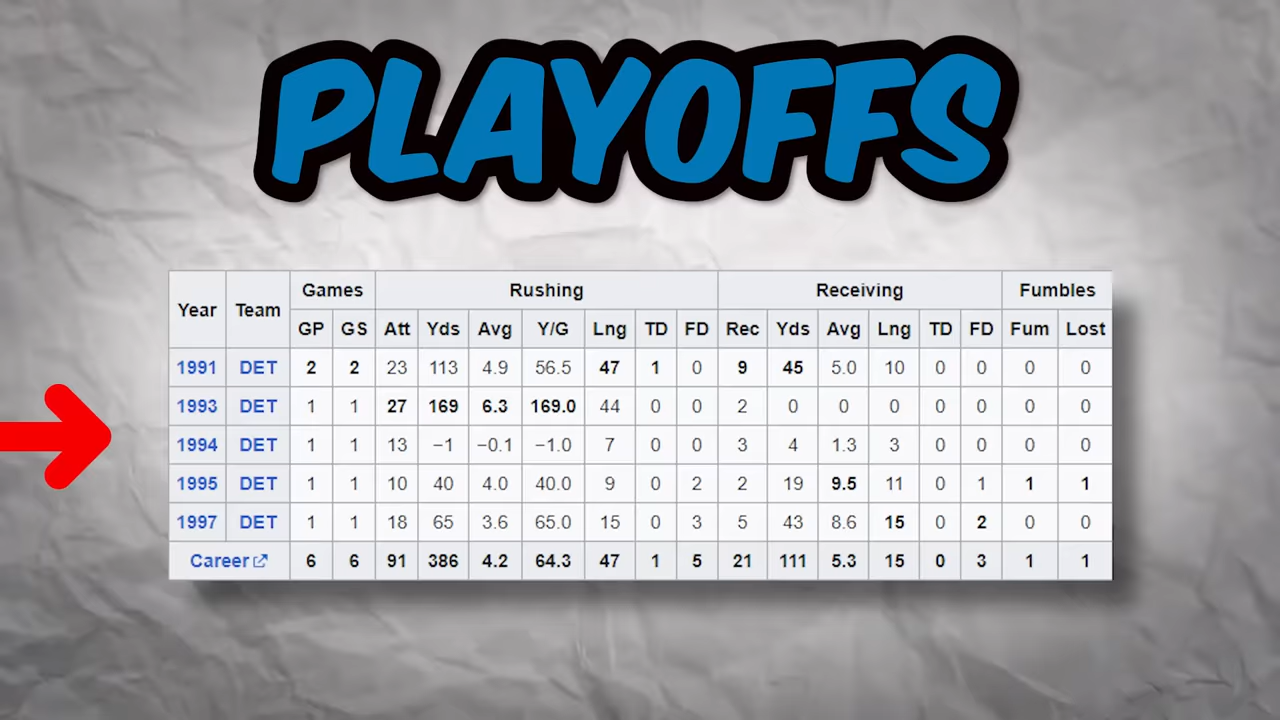 PLAYOFFS
Year Team Games Rushing Receiving Fumbles
GP GS Att Yds Avg Y/G Lng TD FD Rec Yds Avg Lng TD FD Fum Lost
1991 DET 2 2 23 113 4.9 56.5 47 1 0 9 45 5.0 10 0 0 0 0
1993 DET 1 1 27 169 6.3 169.0 44 0 0 2 0 0 0 0 0 0 0
1994 DET 1 1 13 −1 −0.1 −1.0 7 0 0 3 4 1.3 3 0 0 0 0
1995 DET 1 1 10 40 4.0 40.0 9 0 2 2 19 9.5 11 0 1 1 1
1997 DET 1 1 18 65 3.6 65.0 15 0 3 5 43 8.6 15 0 2 0 0
Career 6 6 91 386 4.2 64.3 47 1 5 21 111 5.3 15 0 3 1 1